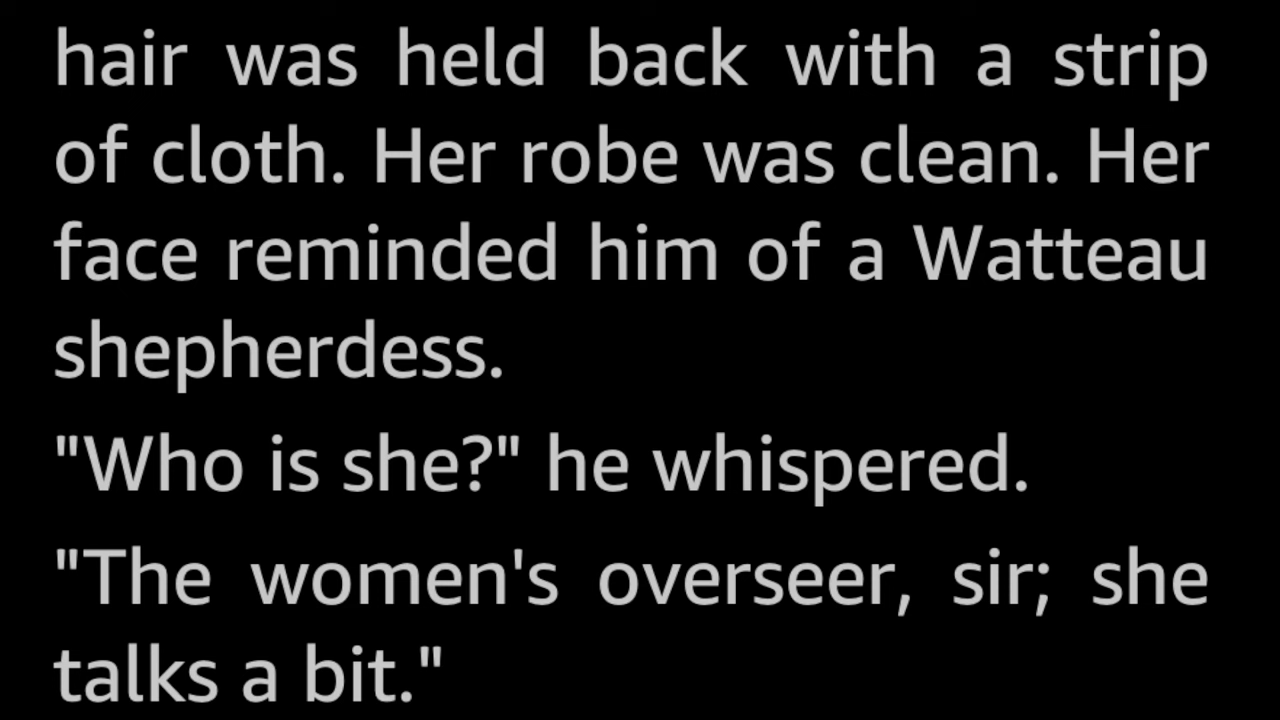 hair was held back with a strip
of cloth. Her robe was clean. Her
face reminded him of a Watteau
shepherdess.
"Who is she?" he whispered.
"The women's overseer, sir; she
talks a bit."